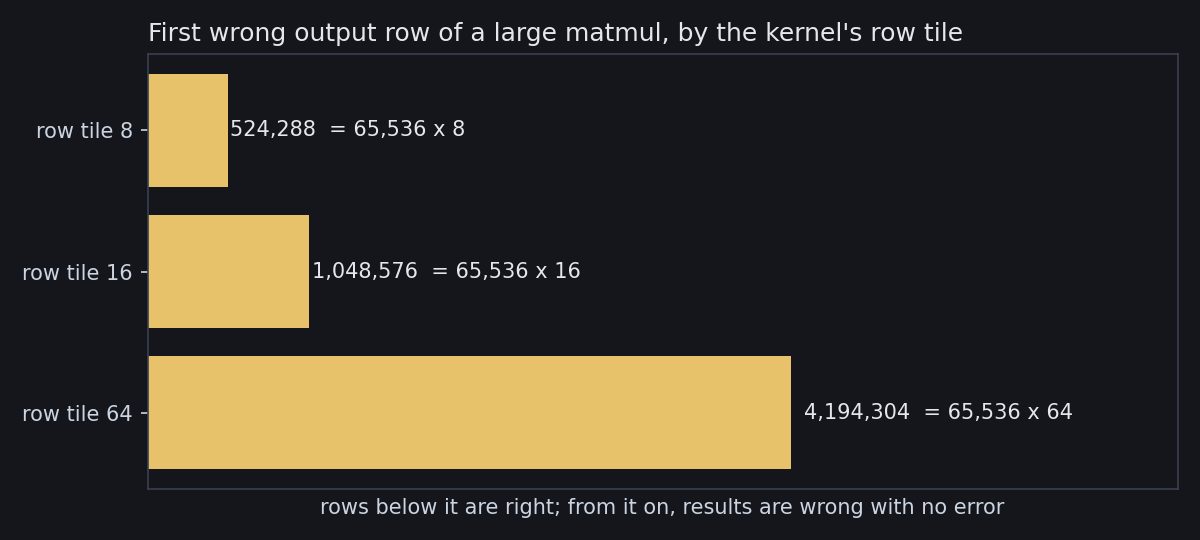 First wrong output row of a large matmul, by the kernel's row tile
row tile 8
524,288  = 65,536 x 8
row tile 16
1,048,576  = 65,536 x 16
row tile 64
4,194,304  = 65,536 x 64
rows below it are right; from it on, results are wrong with no error